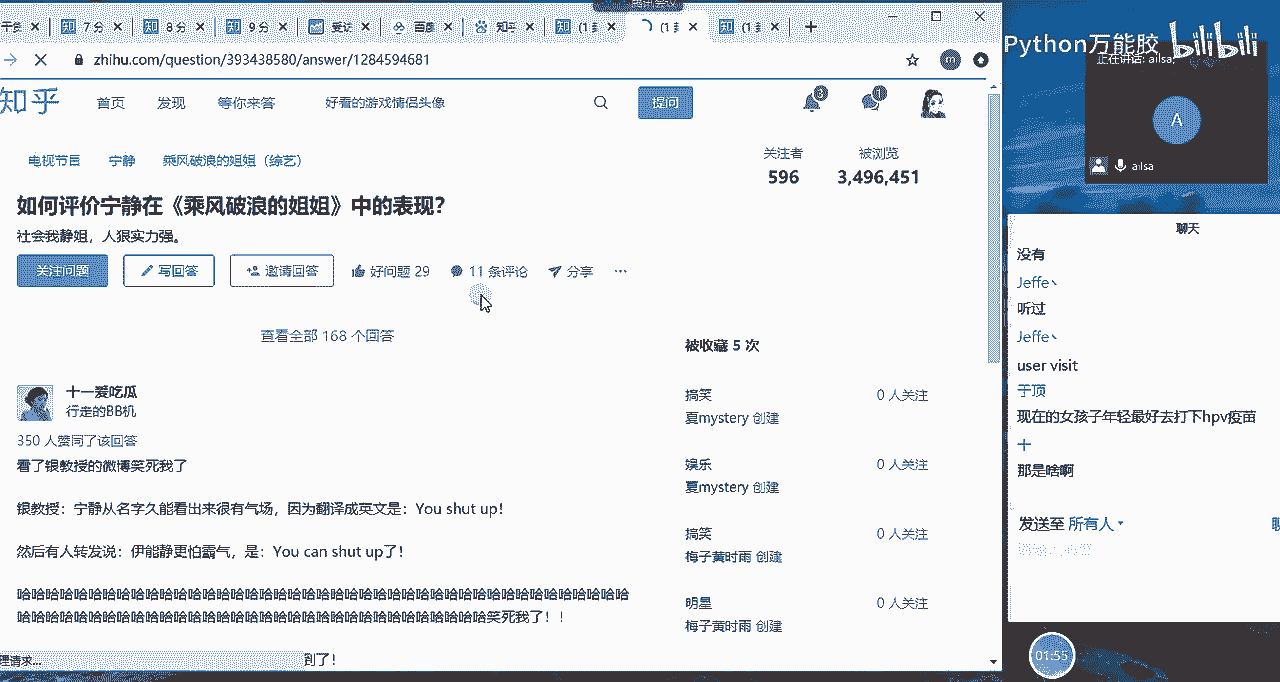 腾讯会议
7 分
8 分
9 分
知乎
(1 封
(1 封
(1 封
zhihu.com/question/393438580/answer/1284594681
m
知乎
首页
发现
等你来答
好看的游戏情侣头像
提问
3
1
电视节目
宁静
乘风破浪的姐姐（综艺）
关注者
596
被浏览
3,496,451
如何评价宁静在《乘风破浪的姐姐》中的表现？
社会我静姐，人狠实力强。
关注问题
写回答
邀请回答
好问题 29
11 条评论
分享
查看全部 168 个回答
十一爱吃瓜
行走的BB机
350 人赞同了该回答
看了银教授的微博笑死我了
银教授：宁静从名字久能看出来很有气场，因为翻译成英文是：You shut up！
然后有人转发说：伊能静更怕霸气，是：You can shut up了！
哈哈哈哈哈哈哈哈哈哈哈哈哈哈哈哈哈哈哈哈哈哈哈哈哈哈哈哈哈哈哈哈哈哈哈哈哈哈哈哈哈哈哈
哈哈哈哈哈哈哈哈哈哈哈哈哈哈哈哈哈哈哈哈哈哈哈哈哈哈哈哈哈哈哈哈哈笑死我了！！
到了！
理请求...
被收藏 5 次
搞笑
0 人关注
夏mystery 创建
娱乐
0 人关注
夏mystery 创建
搞笑
0 人关注
梅子黄时雨 创建
明星
0 人关注
梅子黄时雨 创建
Python万能胶 bilibili
正在讲话: ailsa;
A
ailsa
聊天
没有
Jeffe丶
听过
Jeffe丶
user visit
于顶
现在的女孩子年轻最好去打下hpv疫苗
十
那是啥啊
发送至 所有人
01:55